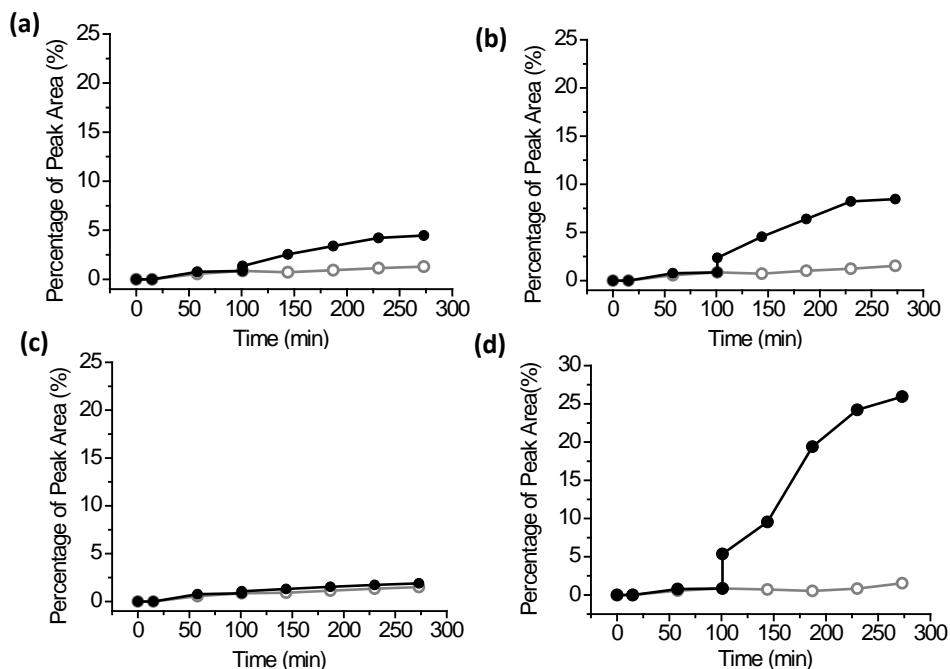 (a)
Percentage of Peak Area (%)
25
20
15
10
5
0
0 50 100 150 200 250 300
Time (min)
(b)
Percentage of Peak Area (%)
25
20
15
10
5
0
0 50 100 150 200 250 300
Time (min)
(c)
Percentage of Peak Area (%)
25
20
15
10
5
0
0 50 100 150 200 250 300
Time (min)
(d)
Percentage of Peak Area(%)
30
25
20
15
10
5
0
0 50 100 150 200 250 300
Time (min)